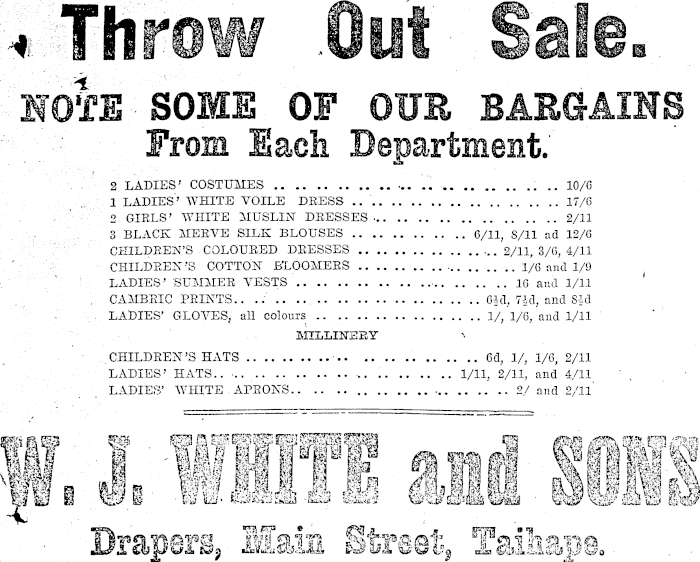 Throw Out Sale.
NOTE SOME OF OUR BARGAINS
From Each Department.
2 LADIES' COSTUMES .. .. .. .. .. .. .. .. .. .. .. .. .. .. 10/6
1 LADIES' WHITE VOILE DRESS .. .. .. .. .. .. .. .. .. .. 17/6
2 GIRLS' WHITE MUSLIN DRESSES .. .. .. .. .. .. .. .. .. 2/11
3 BLACK MERVE SILK BLOUSES .. .. .. .. .. .. 6/11, 8/11 ad 12/6
CHILDREN'S COLOURED DRESSES .. .. .. .. .. .. .. 2/11, 3/6, 4/11
CHILDREN'S COTTON BLOOMERS .. .. .. .. .. .. .. .. 1/6 and 1/9
LADIES' SUMMER VESTS .. .. .. .. .. .. .. .. .. .. 16 and 1/11
CAMBRIC PRINTS.. .. .. .. .. .. .. .. .. .. .. .. 6½d, 7½d, and 8½d
LADIES' GLOVES, all colours .. .. .. .. .. .. .. .. 1/, 1/6, and 1/11
MILLINERY
CHILDREN'S HATS .. .. .. .. .. .. .. .. .. .. .. 6d, 1/, 1/6, 2/11
LADIES' HATS.. .. .. .. .. .. .. .. .. .. .. 1/11, 2/11, and 4/11
LADIES' WHITE APRONS.. .. .. .. .. .. .. .. .. .. 2/ and 2/11
W. J. WHITE and SONS
Drapers, Main Street, Taihape.